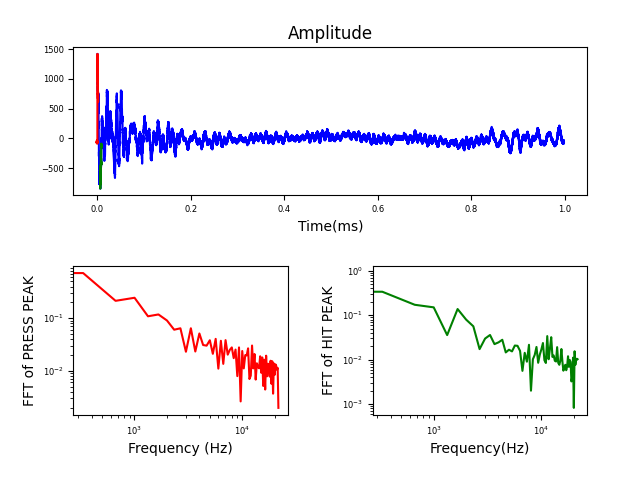 Amplitude
1500
1000
500
0
−500
0.0 0.2 0.4 0.6 0.8 1.0
Time(ms)
FFT of PRESS PEAK
10⁻¹
10⁻²
10³ 10⁴
Frequency (Hz)
FFT of HIT PEAK
10⁰
10⁻¹
10⁻²
10⁻³
10³ 10⁴
Frequency(Hz)